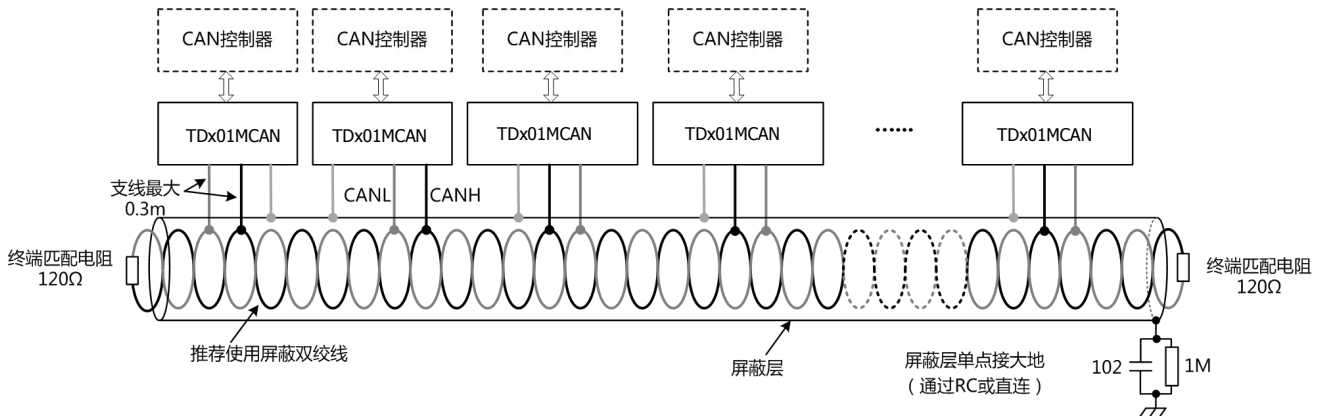 CAN控制器
CAN控制器
CAN控制器
CAN控制器
CAN控制器
TDx01MCAN
TDx01MCAN
TDx01MCAN
TDx01MCAN
......
TDx01MCAN
支线最大
0.3m
CANL
CANH
终端匹配电阻
120Ω
终端匹配电阻
120Ω
推荐使用屏蔽双绞线
屏蔽层
屏蔽层单点接大地
（通过RC或直连）
102
1M